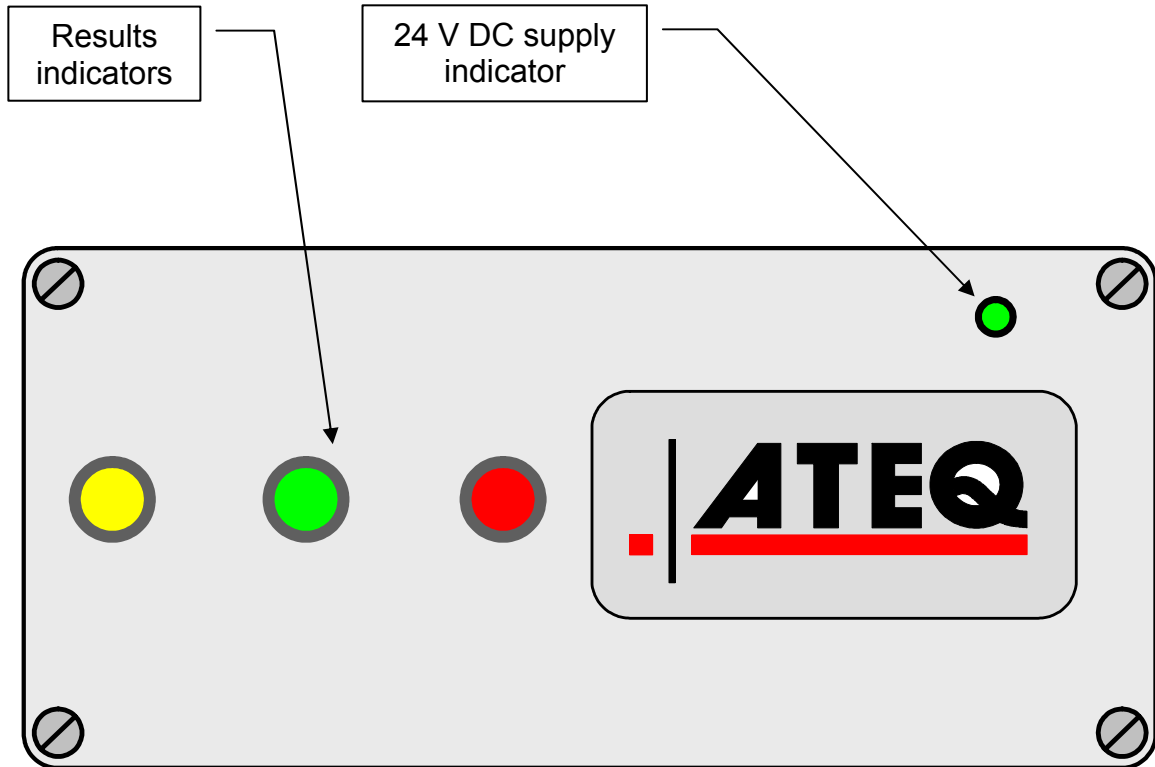 Results
indicators
24 V DC supply
indicator
ATEQ